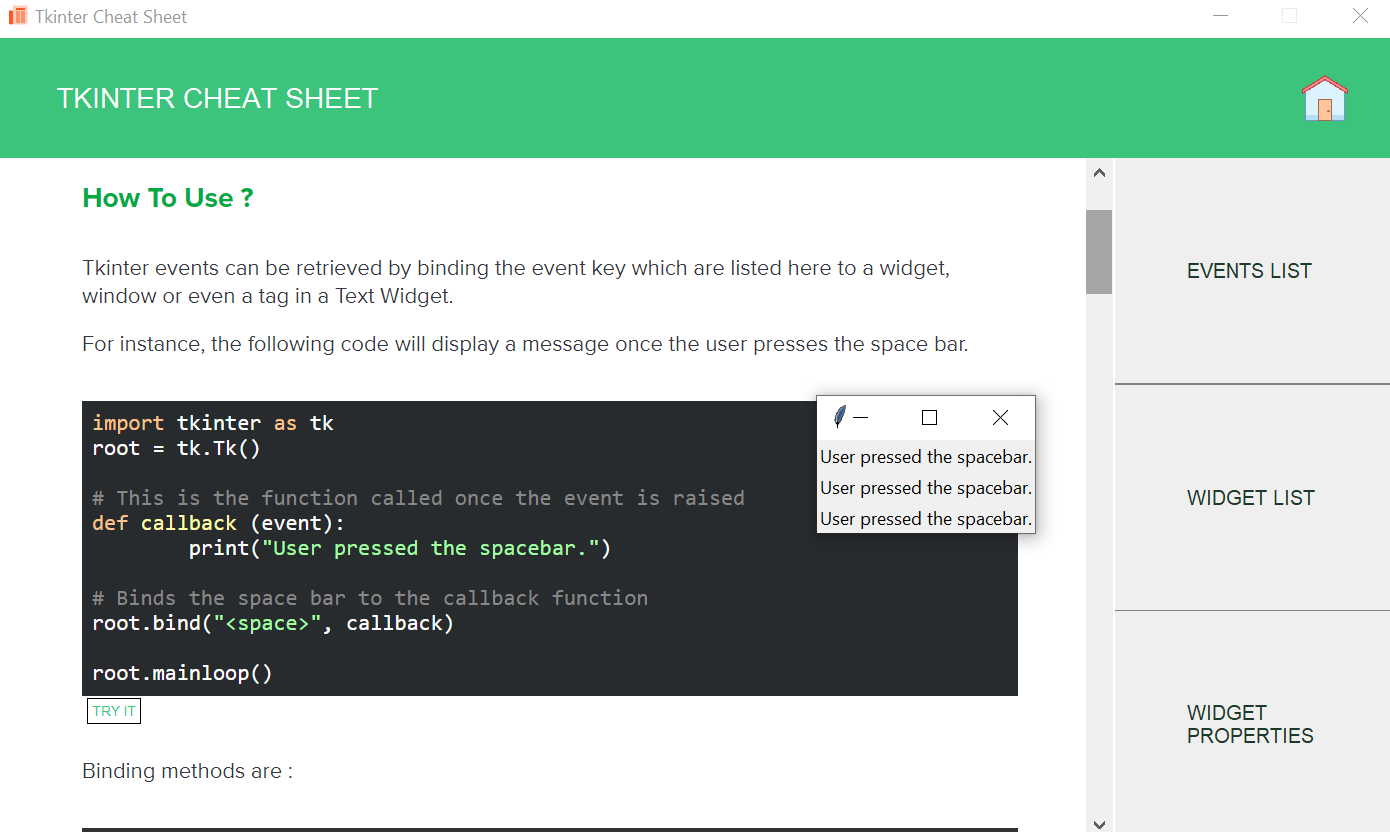 Tkinter Cheat Sheet
TKINTER CHEAT SHEET
How To Use ?
Tkinter events can be retrieved by binding the event key which are listed here to a widget,
window or even a tag in a Text Widget.
For instance, the following code will display a message once the user presses the space bar.
import tkinter as tk
root = tk.Tk()
# This is the function called once the event is raised
def callback (event):
        print("User pressed the spacebar.")
# Binds the space bar to the callback function
root.bind("<space>", callback)
root.mainloop()
User pressed the spacebar.
User pressed the spacebar.
User pressed the spacebar.
TRY IT
Binding methods are :
EVENTS LIST
WIDGET LIST
WIDGET
PROPERTIES